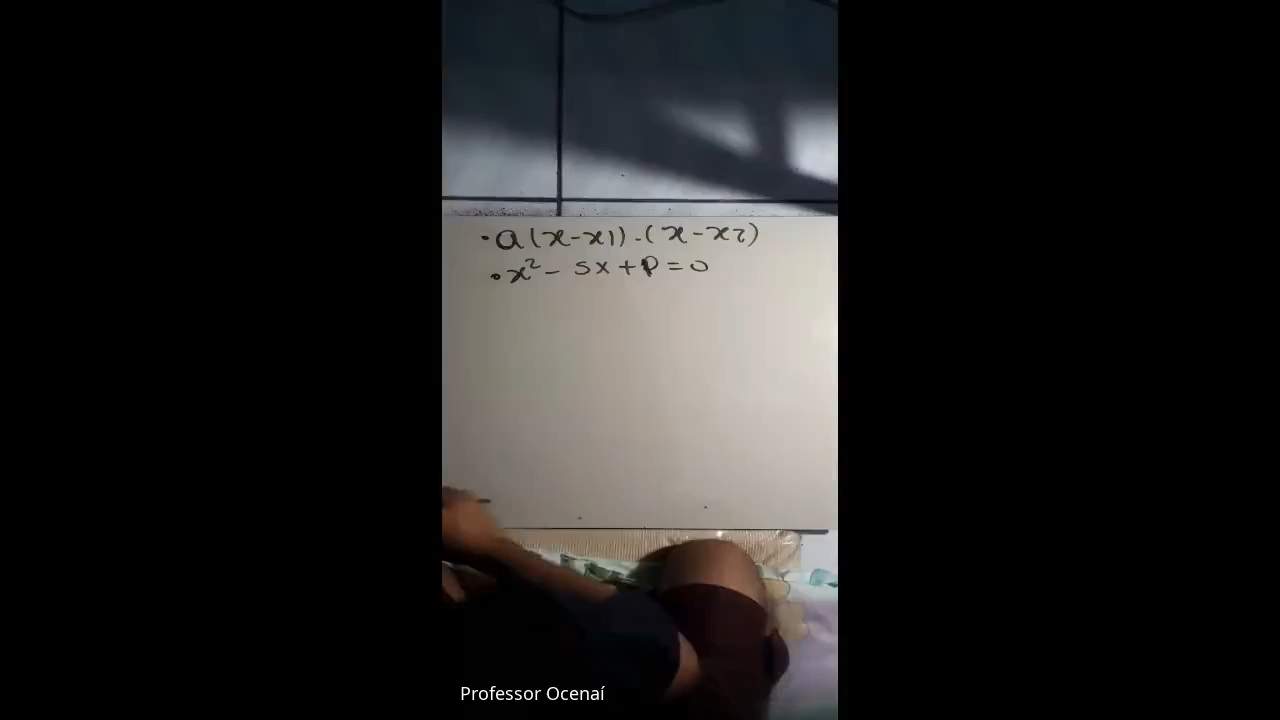 • a(x-x1).(x-x2)
• x² - Sx + P = 0
Professor Ocenaí